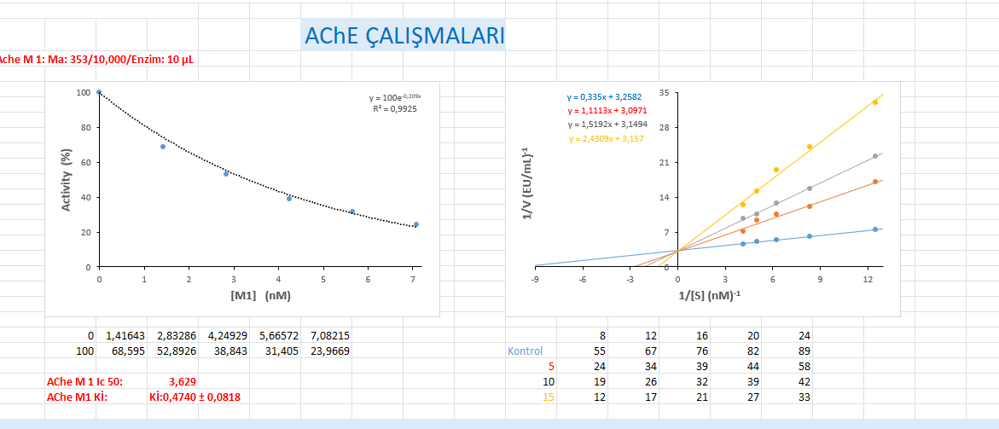 AChE ÇALIŞMALARI
Ache M 1: Ma: 353/10,000/Enzim: 10 µL
y = 100e^-0,209x
R² = 0,9925
100
80
60
40
20
0
Activity (%)
0 1 2 3 4 5 6 7
[M1] (nM)
y = 0,335x + 3,2582
y = 1,1113x + 3,0971
y = 1,5192x + 3,1494
y = 2,4309x + 3,157
35
28
21
14
7
0
1/V (EU/mL)-1
-9 -6 -3 0 3 6 9 12
1/[S] (nM)-1
0 1,41643 2,83286 4,24929 5,66572 7,08215
100 68,595 52,8926 38,843 31,405 23,9669
AChe M 1 Ic 50: 3,629
AChe M1 Kİ: Kİ:0,4740 ± 0,0818
8 12 16 20 24
Kontrol 55 67 76 82 89
5 24 34 39 44 58
10 19 26 32 39 42
15 12 17 21 27 33